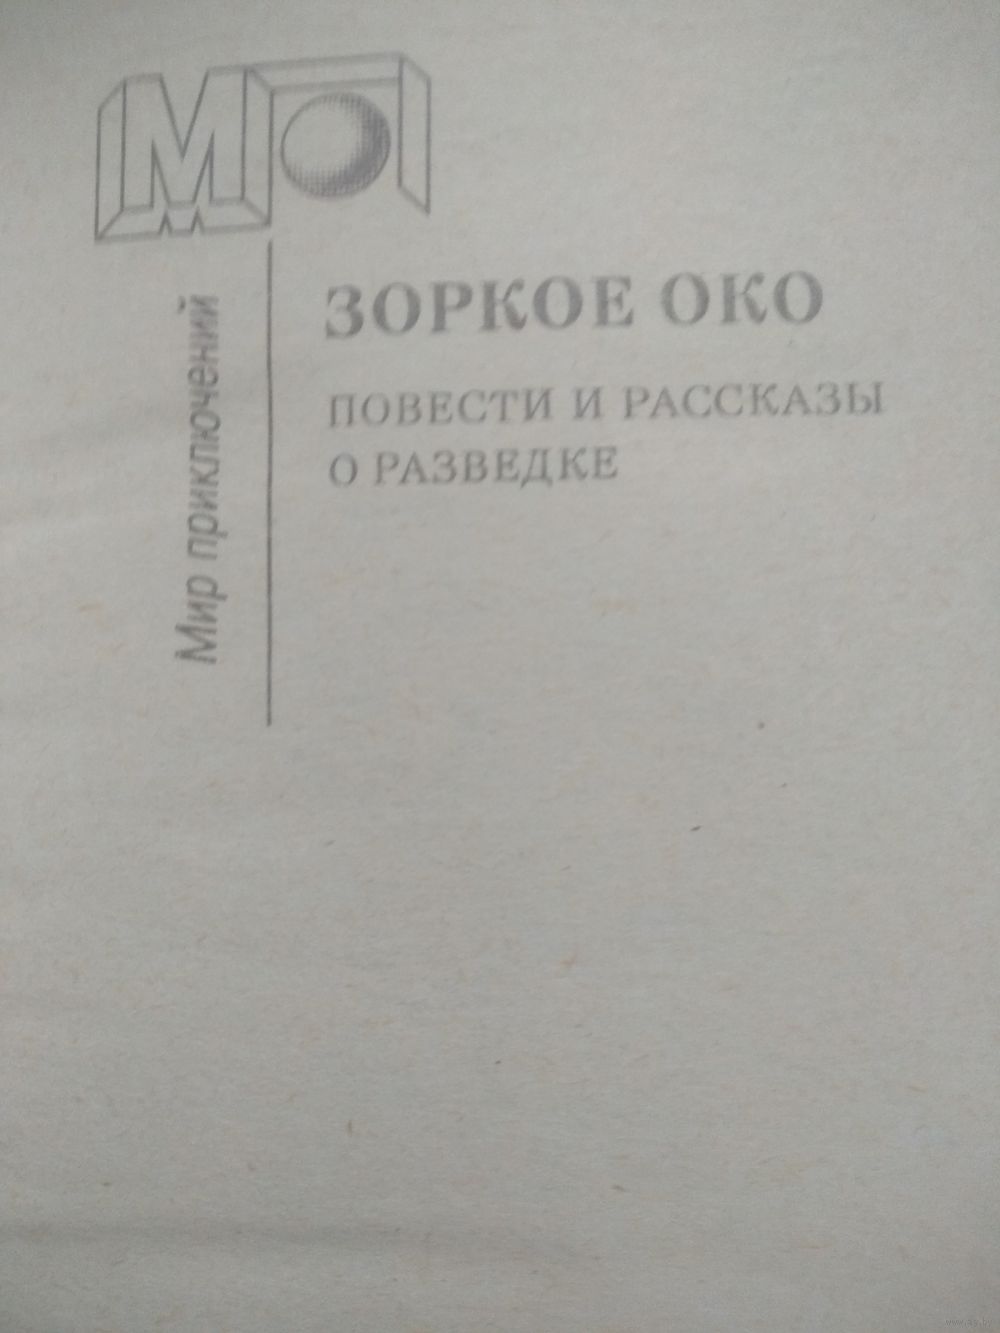 МП
Мир приключений
ЗОРКОЕ ОКО
ПОВЕСТИ И РАССКАЗЫ
О РАЗВЕДКЕ